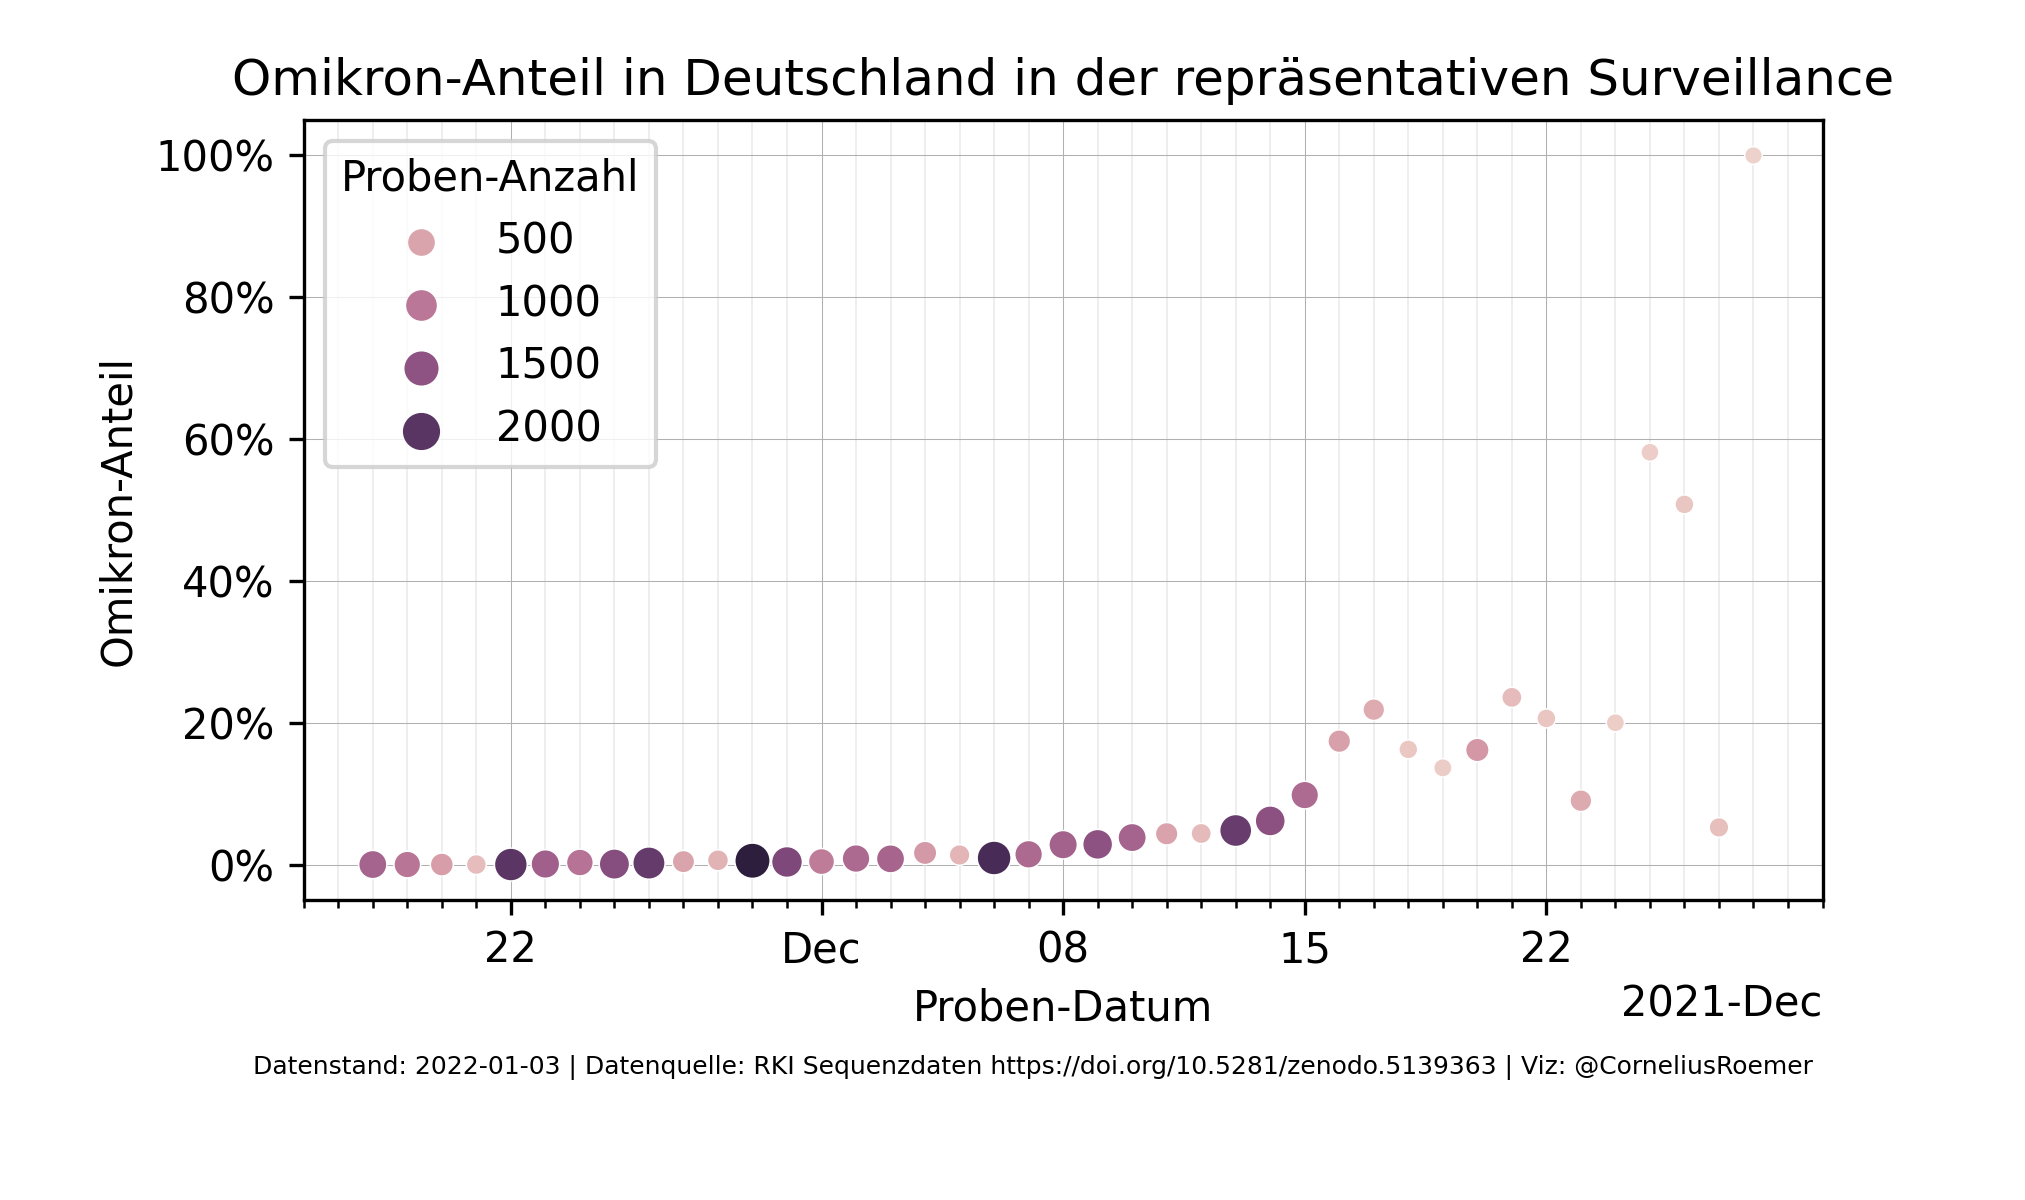 Omikron-Anteil in Deutschland in der repräsentativen Surveillance
Omikron-Anteil
100%
80%
60%
40%
20%
0%
Proben-Anzahl
500
1000
1500
2000
22
Dec
08
15
22
Proben-Datum
2021-Dec
Datenstand: 2022-01-03 | Datenquelle: RKI Sequenzdaten https://doi.org/10.5281/zenodo.5139363 | Viz: @CorneliusRoemer